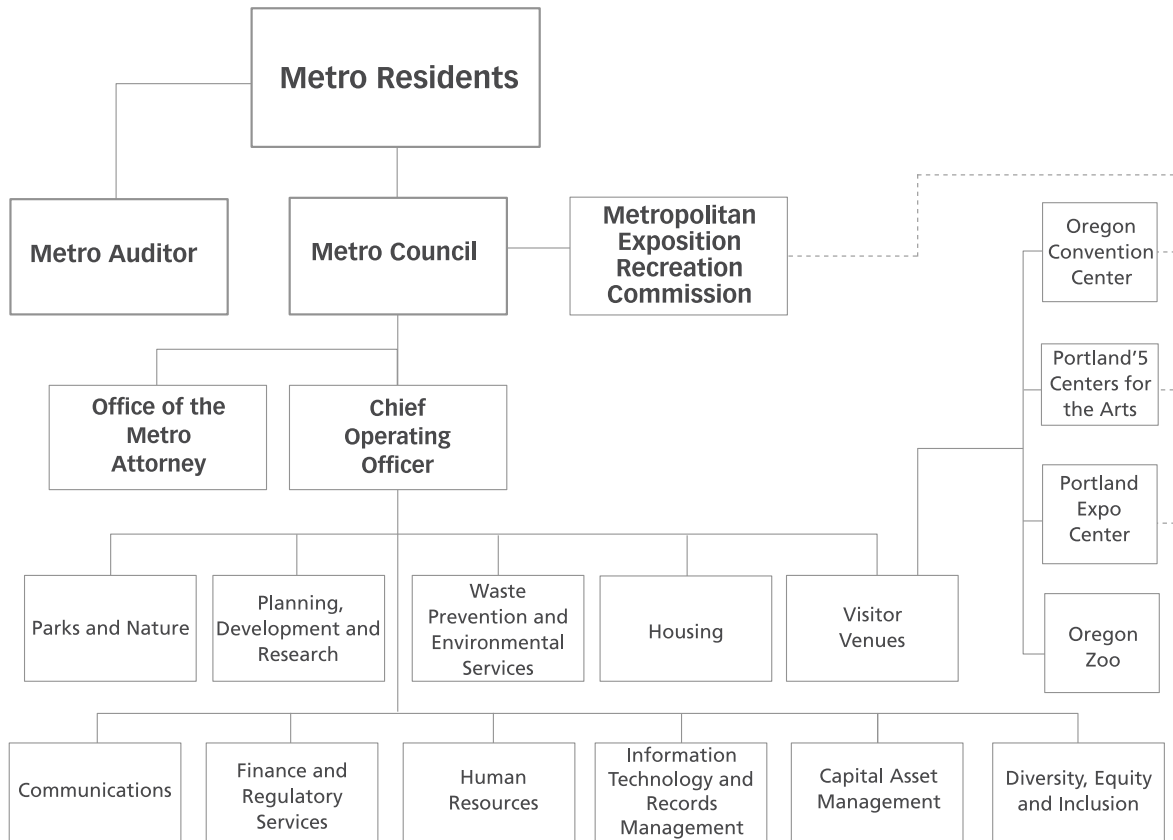 Metro Residents
Metro Auditor
Metro Council
Metropolitan
Exposition
Recreation
Commission
Oregon
Convention
Center
Portland'5
Centers for
the Arts
Portland
Expo
Center
Oregon
Zoo
Office of the
Metro
Attorney
Chief
Operating
Officer
Parks and Nature
Planning,
Development and
Research
Waste
Prevention and
Environmental
Services
Housing
Visitor
Venues
Communications
Finance and
Regulatory
Services
Human
Resources
Information
Technology and
Records
Management
Capital Asset
Management
Diversity, Equity
and Inclusion